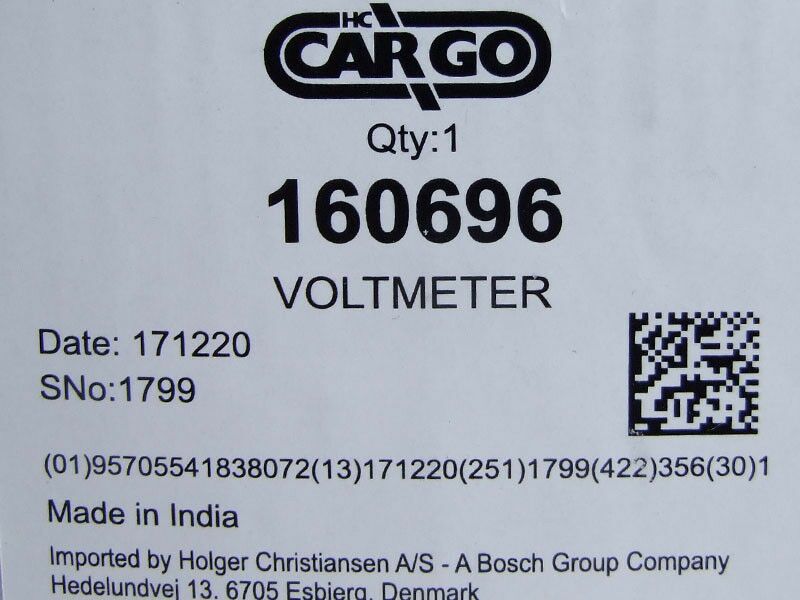 HC
CARGO
Qty:1
160696
VOLTMETER
Date: 171220
SNo:1799
(01)95705541838072(13)171220(251)1799(422)356(30)1
Made in India
Imported by Holger Christiansen A/S - A Bosch Group Company
Hedelundvej 13, 6705 Esbjerg, Denmark